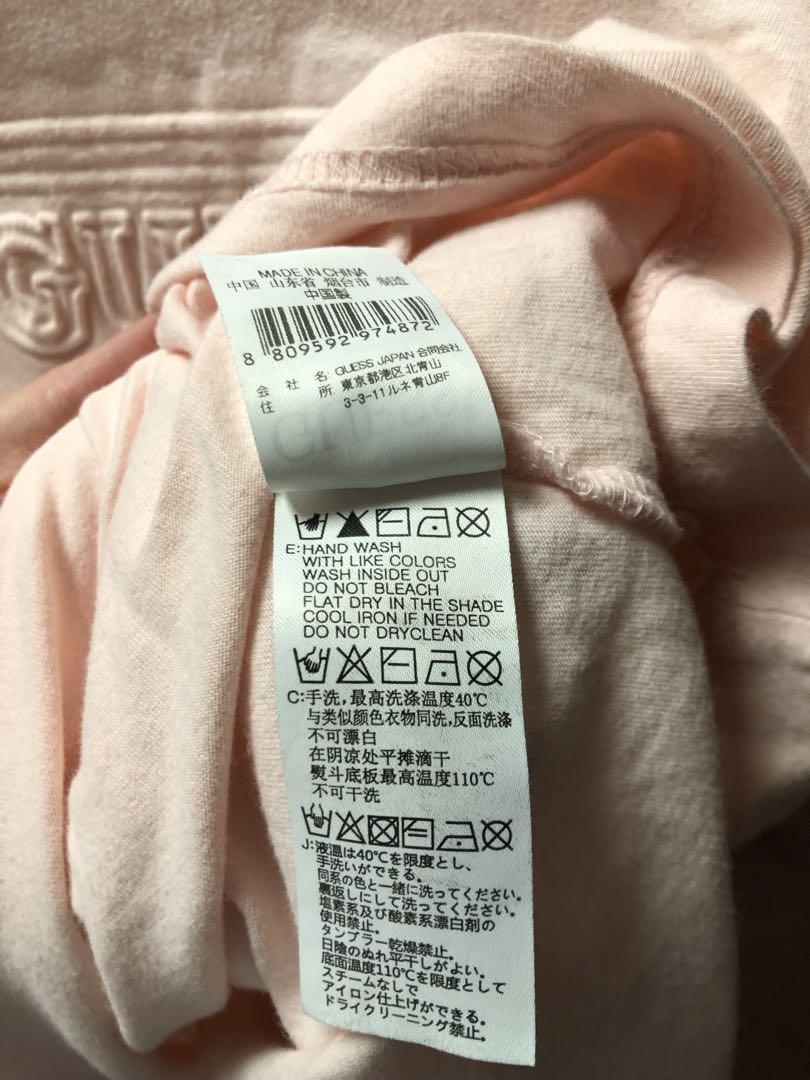 GU
MADE IN CHINA
中国 山东省 烟台市 制造
中国製
8 809592 974872
会 社 名: GUESS JAPAN 合同会社
住 所: 東京都港区北青山
3-3-11ルネ青山8F
E:HAND WASH
WITH LIKE COLORS
WASH INSIDE OUT
DO NOT BLEACH
FLAT DRY IN THE SHADE
COOL IRON IF NEEDED
DO NOT DRYCLEAN
C:手洗,最高洗涤温度40℃
与类似颜色衣物同洗,反面洗涤
不可漂白
在阴凉处平摊滴干
熨斗底板最高温度110℃
不可干洗
J:液温は40℃を限度とし、
手洗いができる。
同系の色と一緒に洗ってください。
裏返しにして洗ってください。
塩素系及び酸素系漂白剤の
使用禁止。
タンブラー乾燥禁止。
日陰のぬれ平干しがよい。
底面温度110℃を限度として
スチームなしで
アイロン仕上げができる。
ドライクリーニング禁止。